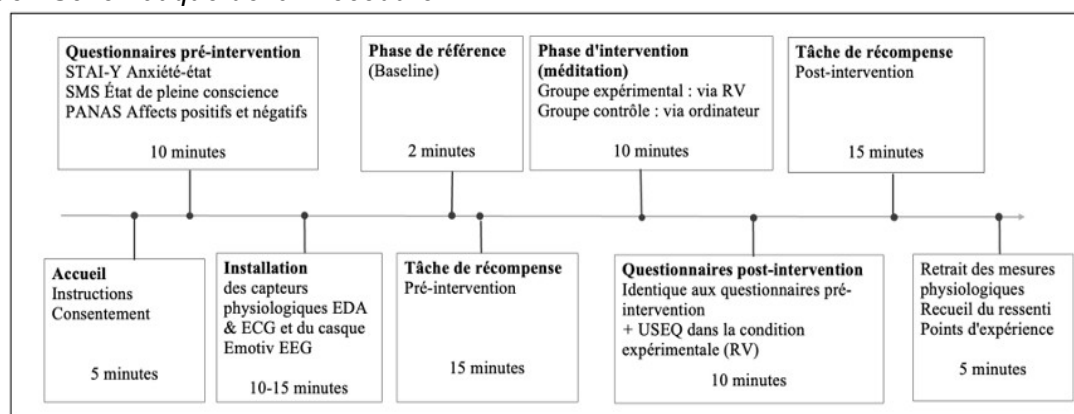 Questionnaires pré-intervention
STAI-Y Anxiété-état
SMS État de pleine conscience
PANAS Affects positifs et négatifs
10 minutes
Phase de référence
(Baseline)
2 minutes
Phase d'intervention
(méditation)
Groupe expérimental : via RV
Groupe contrôle : via ordinateur
10 minutes
Tâche de récompense
Post-intervention
15 minutes
Accueil
Instructions
Consentement
5 minutes
Installation
des capteurs
physiologiques EDA
& ECG et du casque
Emotiv EEG
10-15 minutes
Tâche de récompense
Pré-intervention
15 minutes
Questionnaires post-intervention
Identique aux questionnaires pré-
intervention
+ USEQ dans la condition
expérimentale (RV)
10 minutes
Retrait des mesures
physiologiques
Recueil du ressenti
Points d'expérience
5 minutes